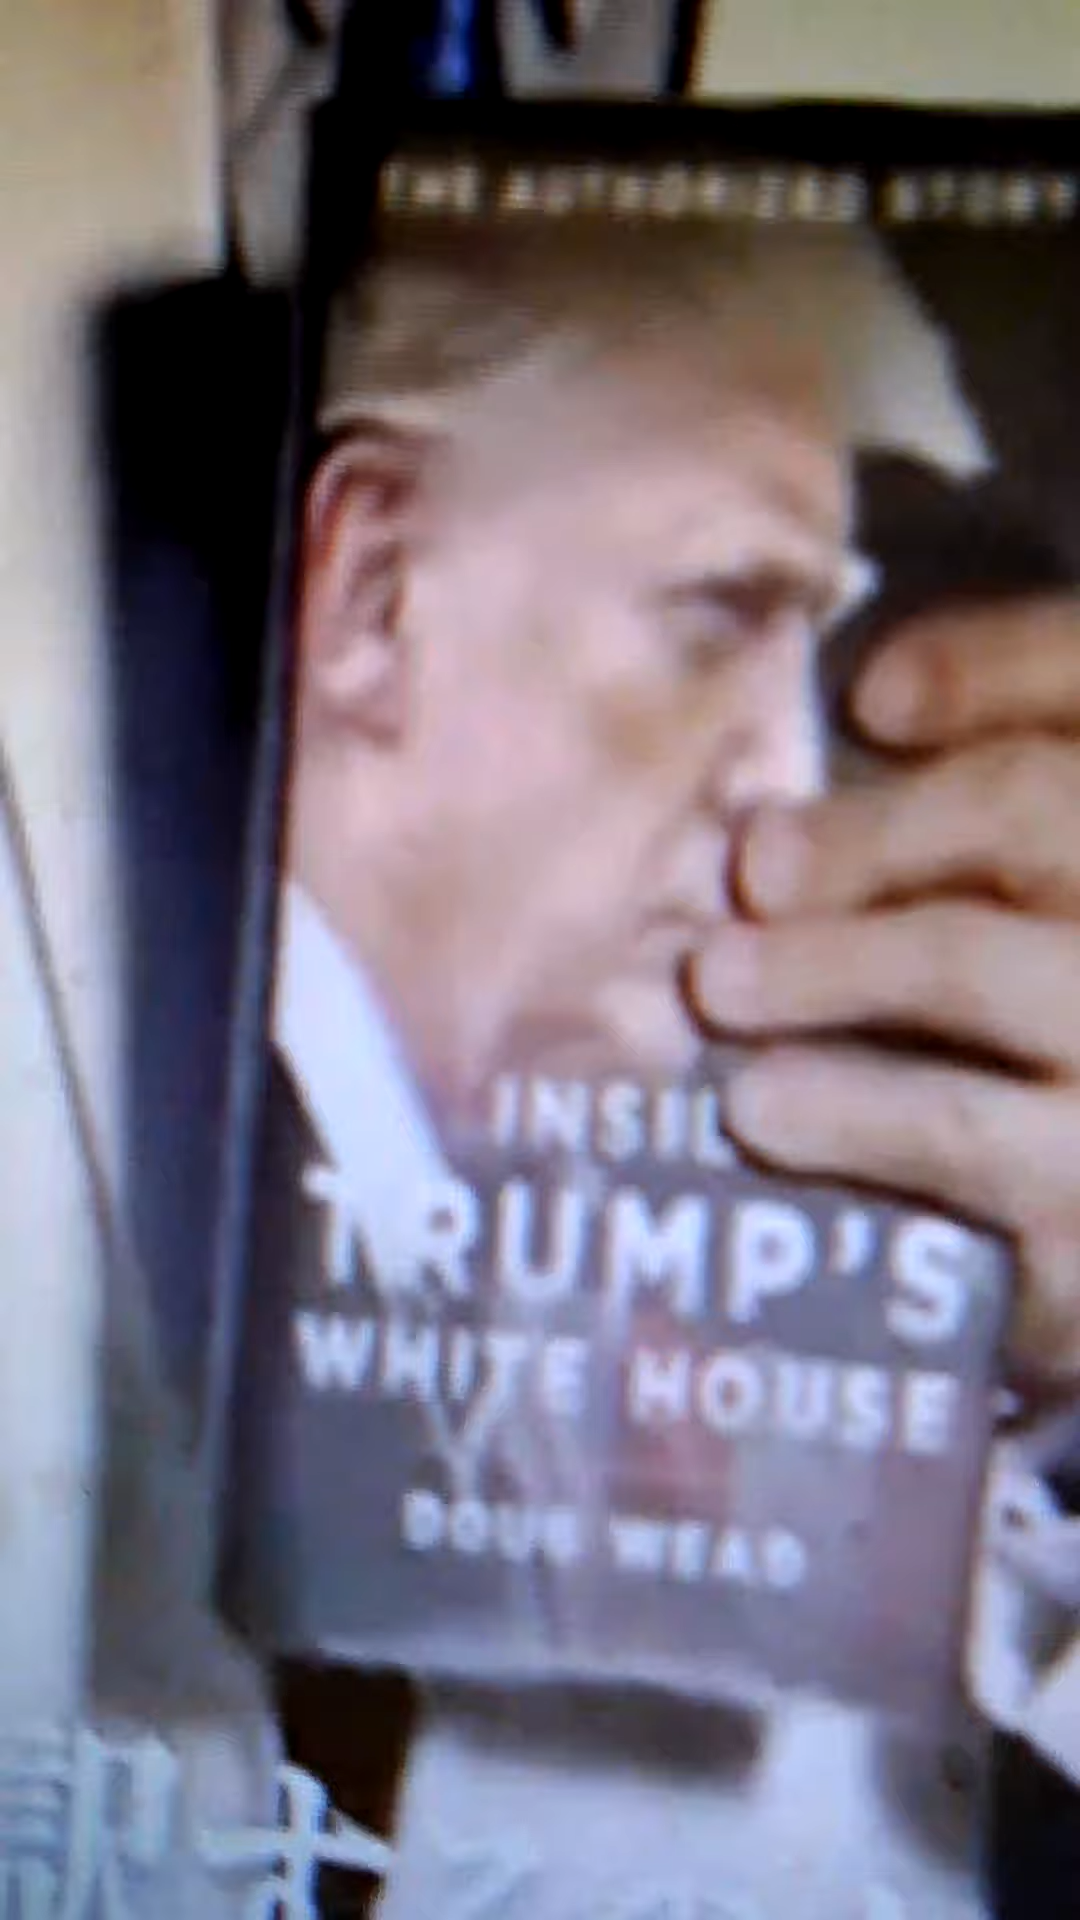 THE AUTHORIZED STORY
INSID
TRUMP'S
WHITE HOUSE
DOUG WEAD